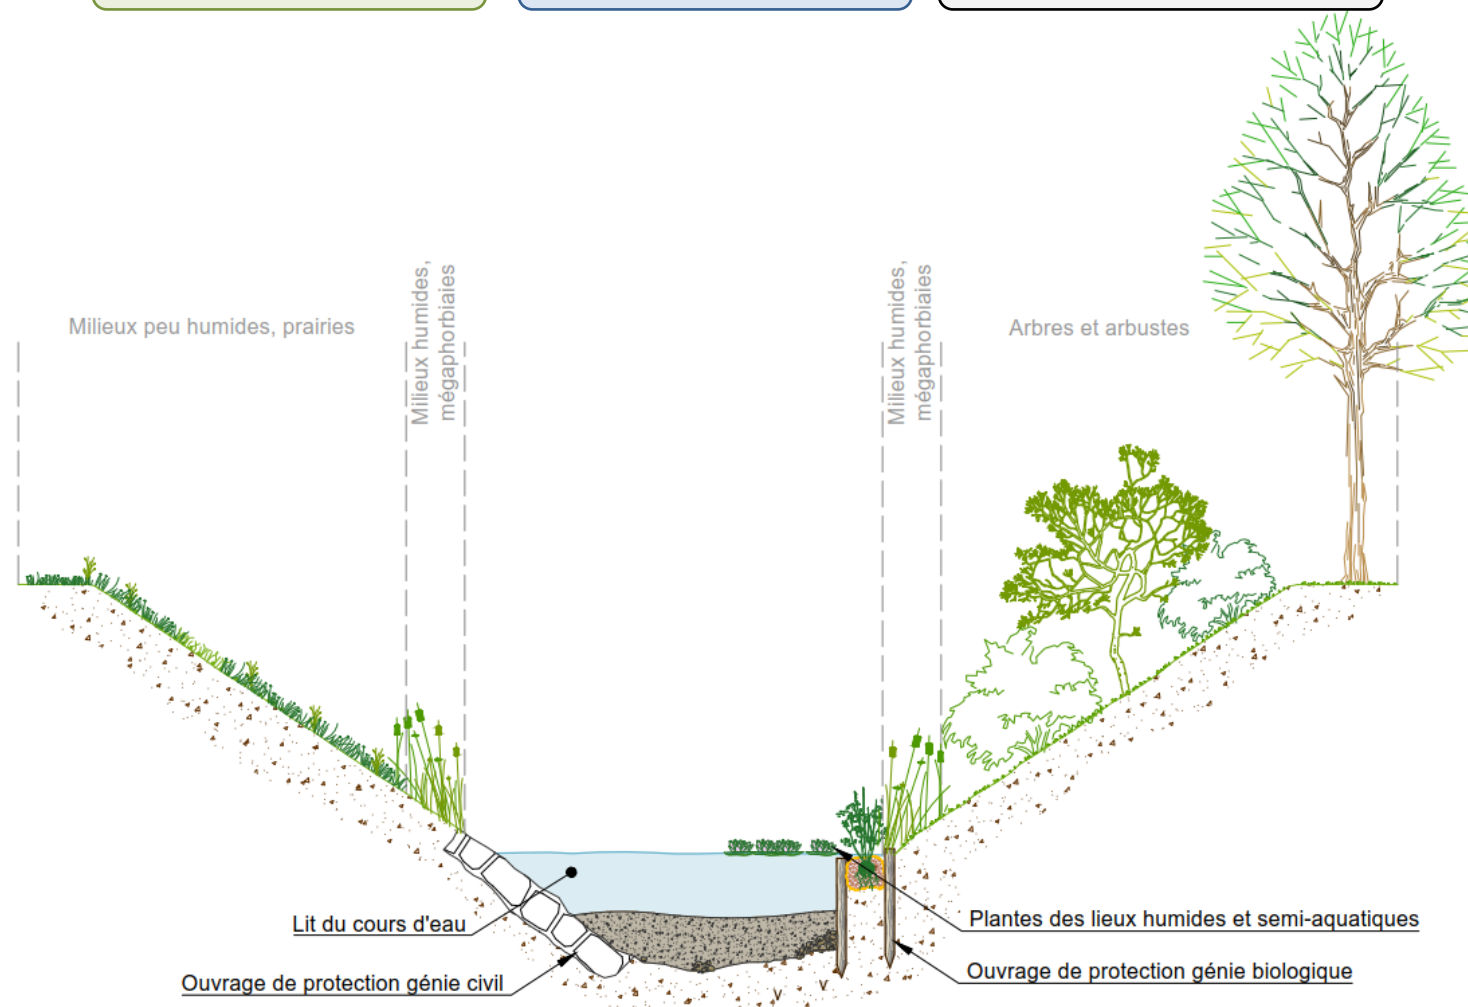 Milieux peu humides, prairies
Milieux humides,
mégaphorbiaies
Milieux humides,
mégaphorbiaies
Arbres et arbustes
Lit du cours d'eau
Ouvrage de protection génie civil
Plantes des lieux humides et semi-aquatiques
Ouvrage de protection génie biologique